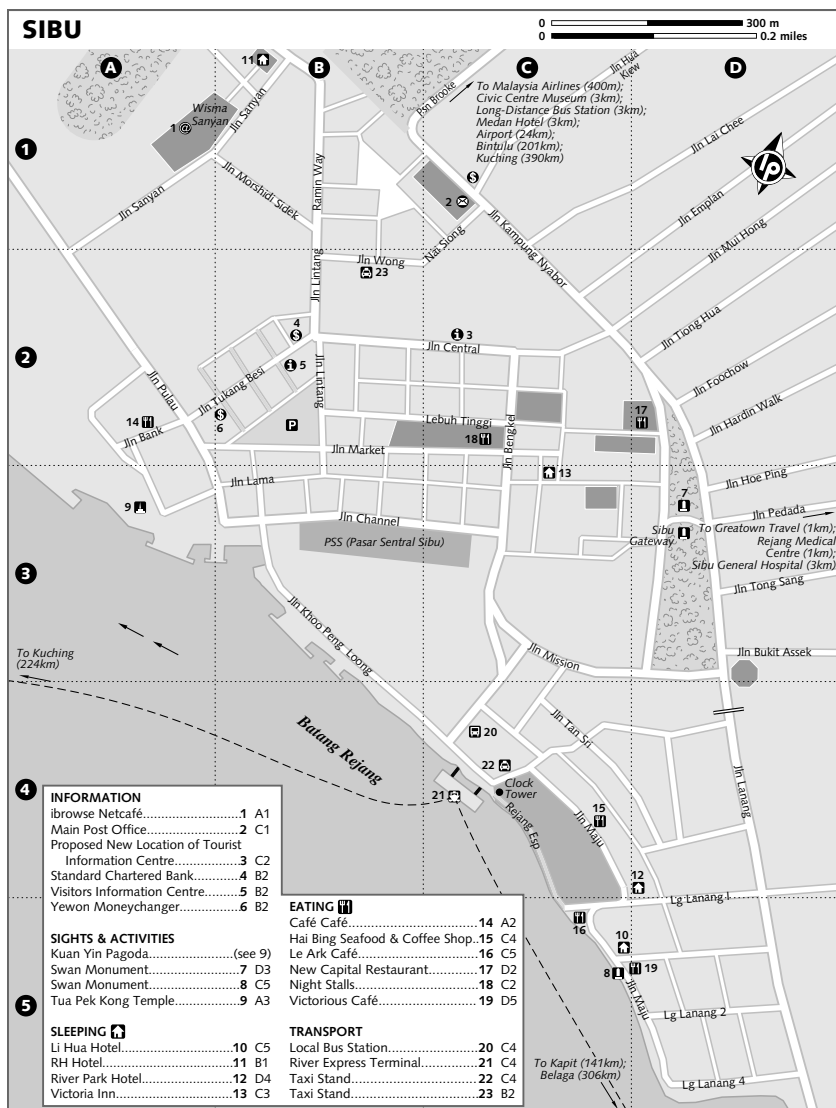 SIBU
0 300 m
0 0.2 miles
A
B
C
D
1
2
3
4
5
11
Wisma
Sanyan
1 @
Jln Sanyan
Jln Sanyan
Jln Morshidi Sidek
Ramin Way
Jln Lintang
Psn Brooke
To Malaysia Airlines (400m);
Civic Centre Museum (3km);
Long-Distance Bus Station (3km);
Medan Hotel (3km);
Airport (24km);
Bintulu (201km);
Kuching (390km)
Jln Hua
Kiew
Jln Lai Chee
Jln Emplan
Jln Mui Hong
$
2
Nai Siong
Jln Kampung Nyabor
Jln Wong
23
4
$
i 3
Jln Central
Jln Tiong Hua
i 5
Jln Lintang
Jln Foochow
Jln Pulau
Jln Tukang Besi
Jln Hardin Walk
14
Jln Bank
$
6
P
Lebuh Tinggi
18
Jln Bengkel
17
Jln Market
13
Jln Lama
Jln Hoe Ping
7
9
Jln Channel
Jln Pedada
PSS (Pasar Sentral Sibu)
Sibu
Gateway
To Greatown Travel (1km);
Rejang Medical
Centre (1km);
Sibu General Hospital (3km)
Jln Tong Sang
Jln Khoo Peng Loong
To Kuching
(224km)
Jln Mission
Jln Bukit Assek
Batang Rejang
20
Jln Tan Sri
22
Clock
Tower
21
Rejang Esp
15
Jln Maju
Jln Lanang
12
Lg Lanang 1
16
10
8
19
Jln Maju
Lg Lanang 2
Lg Lanang 4
To Kapit (141km);
Belaga (306km)
INFORMATION
ibrowse Netcafé 1 A1
Main Post Office 2 C1
Proposed New Location of Tourist
Information Centre 3 C2
Standard Chartered Bank 4 B2
Visitors Information Centre 5 B2
Yewon Moneychanger 6 B2
SIGHTS & ACTIVITIES
Kuan Yin Pagoda (see 9)
Swan Monument 7 D3
Swan Monument 8 C5
Tua Pek Kong Temple 9 A3
SLEEPING
Li Hua Hotel 10 C5
RH Hotel 11 B1
River Park Hotel 12 D4
Victoria Inn 13 C3
EATING
Café Café 14 A2
Hai Bing Seafood & Coffee Shop 15 C4
Le Ark Café 16 C5
New Capital Restaurant 17 D2
Night Stalls 18 C2
Victorious Café 19 D5
TRANSPORT
Local Bus Station 20 C4
River Express Terminal 21 C4
Taxi Stand 22 C4
Taxi Stand 23 B2